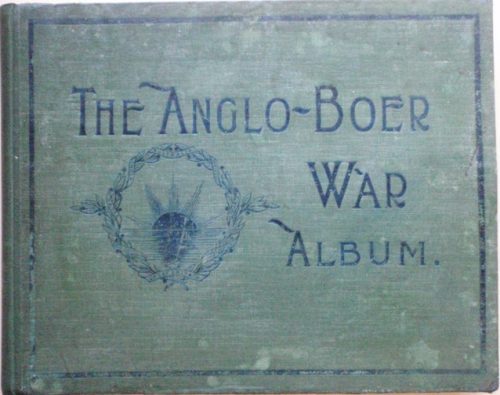 THE ANGLO-BOER
WAR
ALBUM.